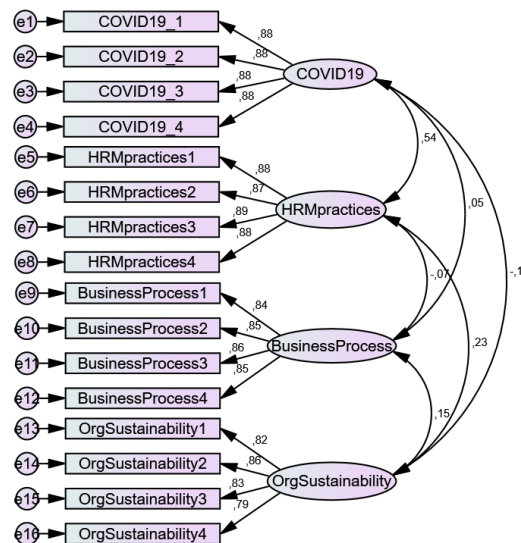 e1 COVID19_1 ,88
e2 COVID19_2 ,88
COVID19
e3 COVID19_3 ,88
e4 COVID19_4 ,88
,54
e5 HRMpractices1 ,88
e6 HRMpractices2 ,87
HRMpractices ,05
e7 HRMpractices3 ,89
e8 HRMpractices4 ,88
-,07 -,1
e9 BusinessProcess1 ,84
e10 BusinessProcess2 ,85
BusinessProcess ,23
e11 BusinessProcess3 ,86
e12 BusinessProcess4 ,85
,15
e13 OrgSustainability1 ,82
e14 OrgSustainability2 ,86
OrgSustainability
e15 OrgSustainability3 ,83
e16 OrgSustainability4 ,79